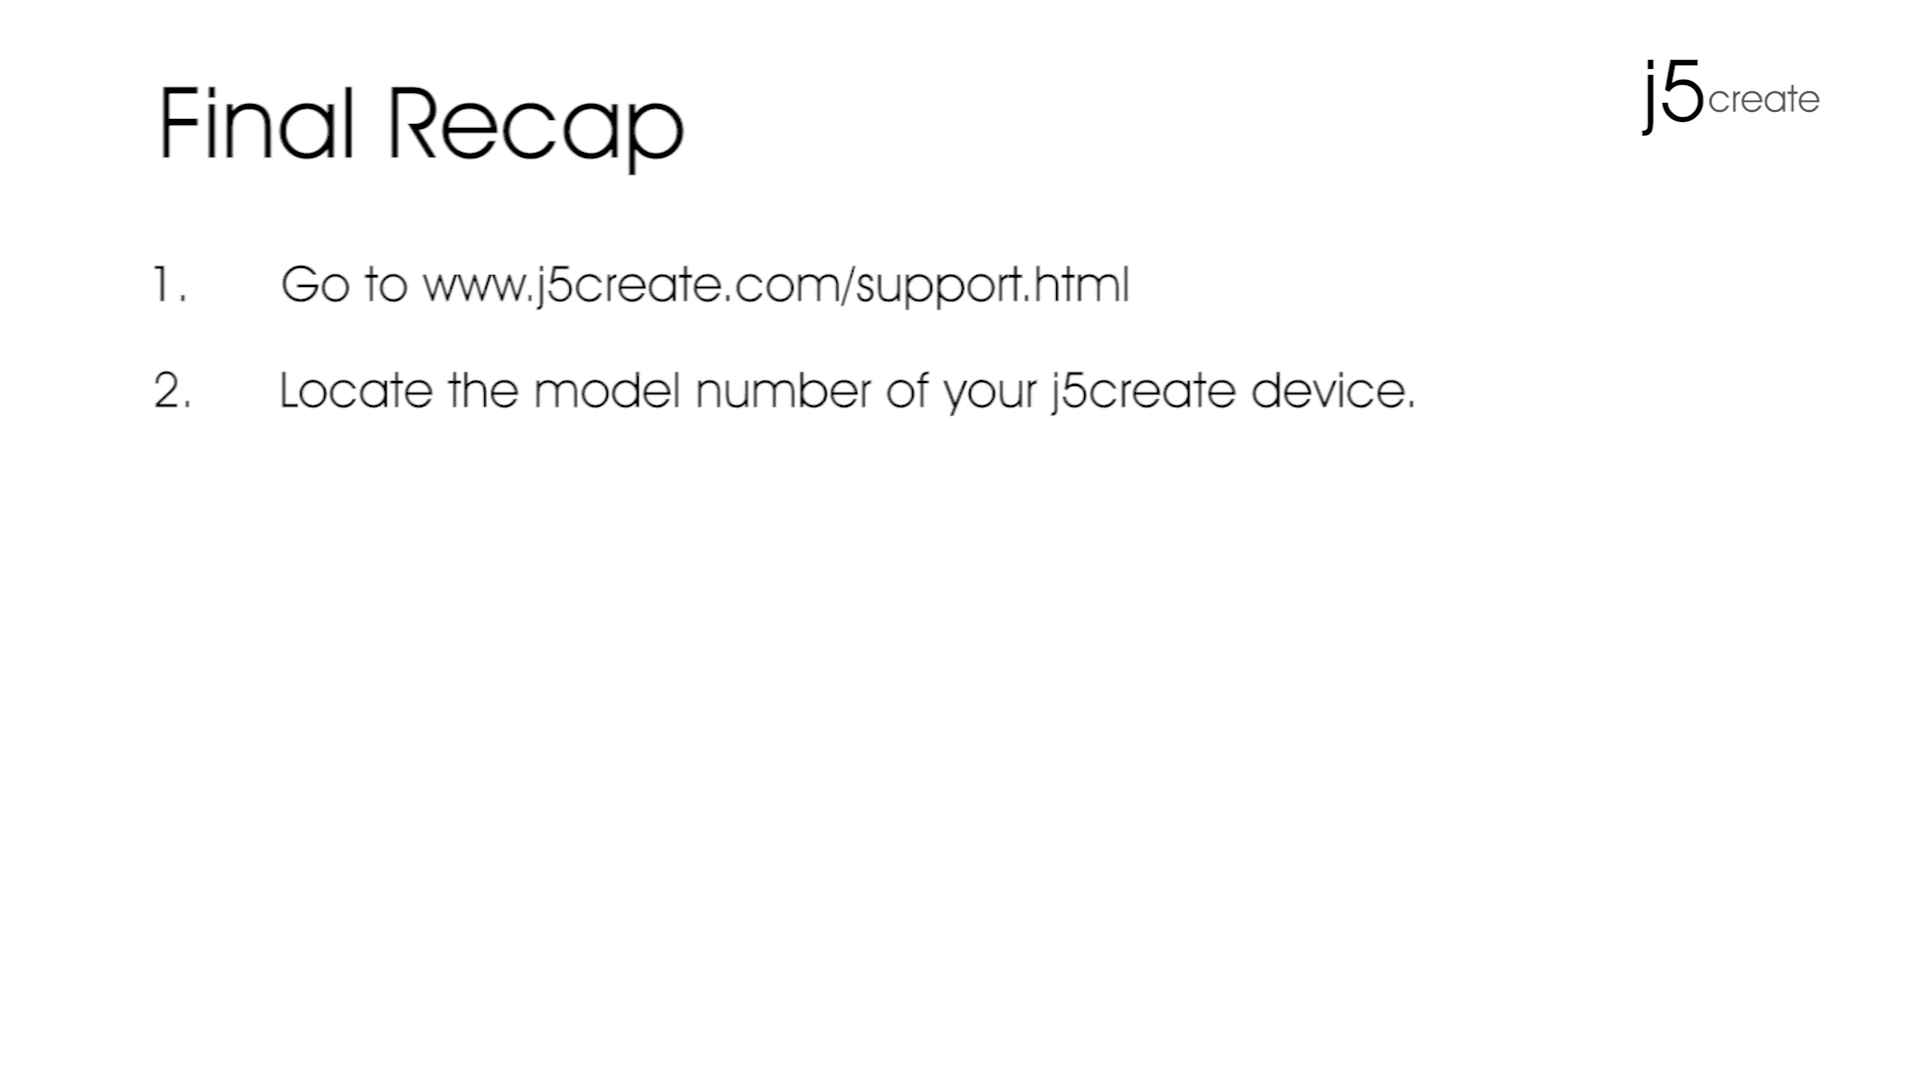 Final Recap
j5create
1. Go to www.j5create.com/support.html
2. Locate the model number of your j5create device.